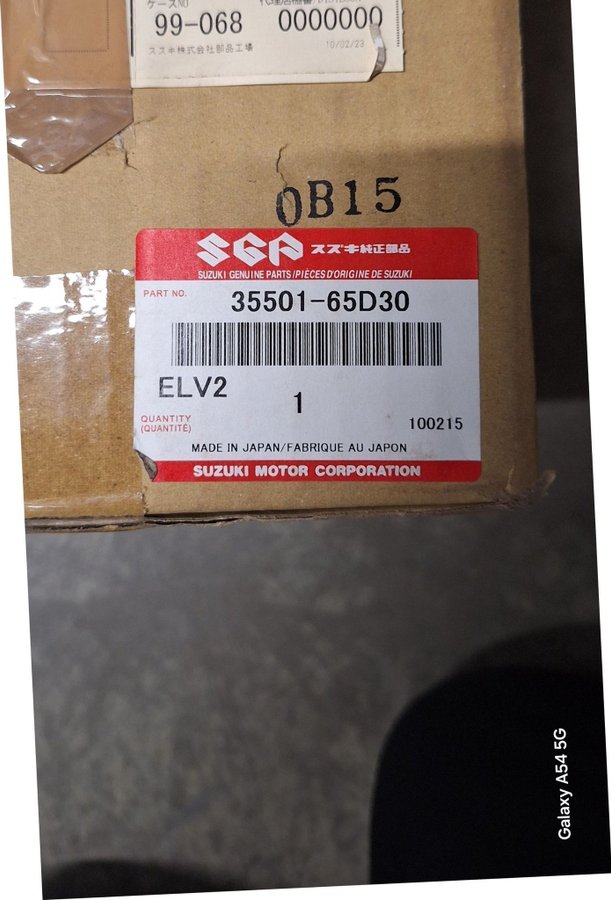 ケースNO
99-068 0000000
スズキ株式会社部品工場 10/02/23
0B15
SGP スズキ純正部品
SUZUKI GENUINE PARTS/PIÈCES D'ORIGINE DE SUZUKI
PART NO. 35501-65D30
ELV2
1
QUANTITY
(QUANTITÉ)
100215
MADE IN JAPAN/FABRIQUE AU JAPON
SUZUKI MOTOR CORPORATION
Galaxy A54 5G